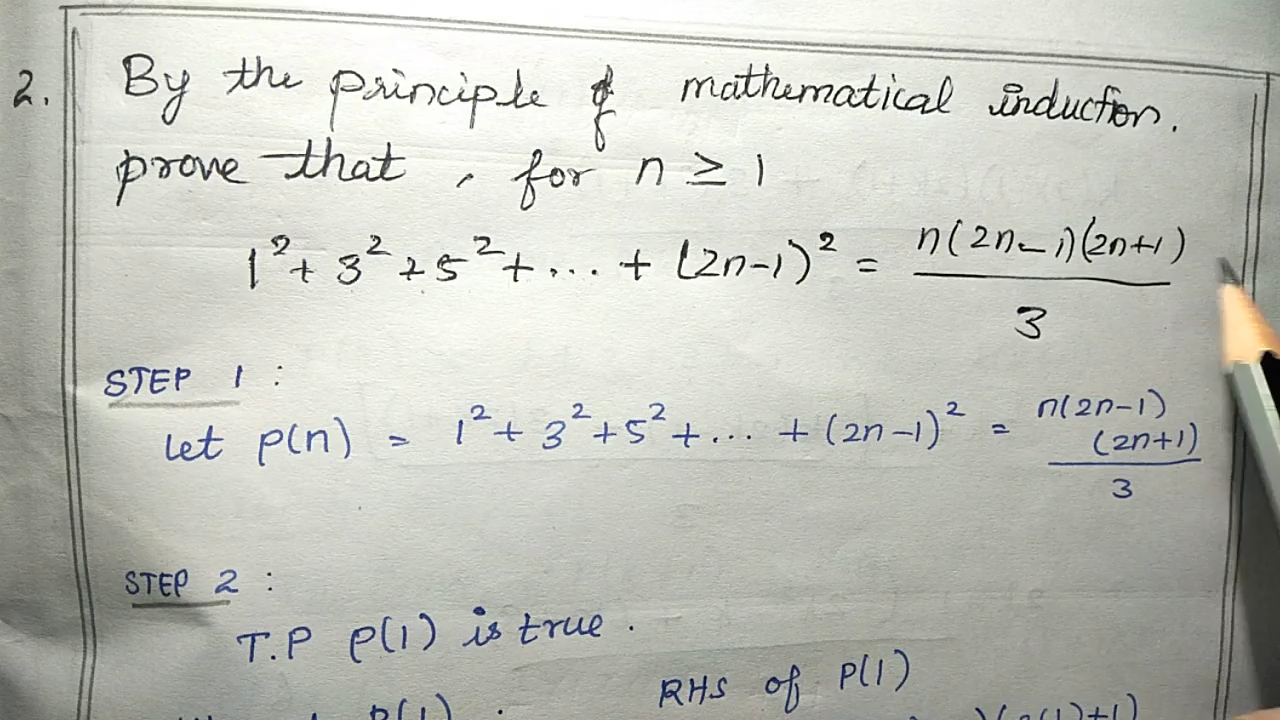 2. By the principle of mathematical induction.
prove that, for n ≥ 1
1² + 3² + 5² + ... + (2n-1)² = n(2n-1)(2n+1)
3
STEP 1 :
let p(n) = 1² + 3² + 5² + ... + (2n-1)² = n(2n-1)
(2n+1)
3
STEP 2 :
T.P p(1) is true.
RHS of p(1)